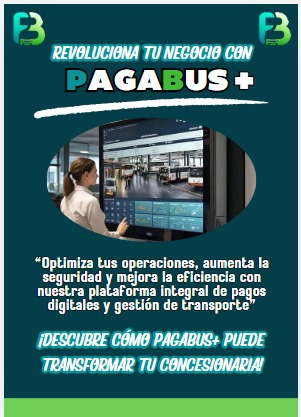 REVOLUCIONA TU NEGOCIO CON
PAGABUS+
“Optimiza tus operaciones, aumenta la
seguridad y mejora la eficiencia con
nuestra plataforma integral de pagos
digitales y gestión de transporte”
¡DESCUBRE CÓMO PAGABUS+ PUEDE
TRANSFORMAR TU CONCESIONARIA!